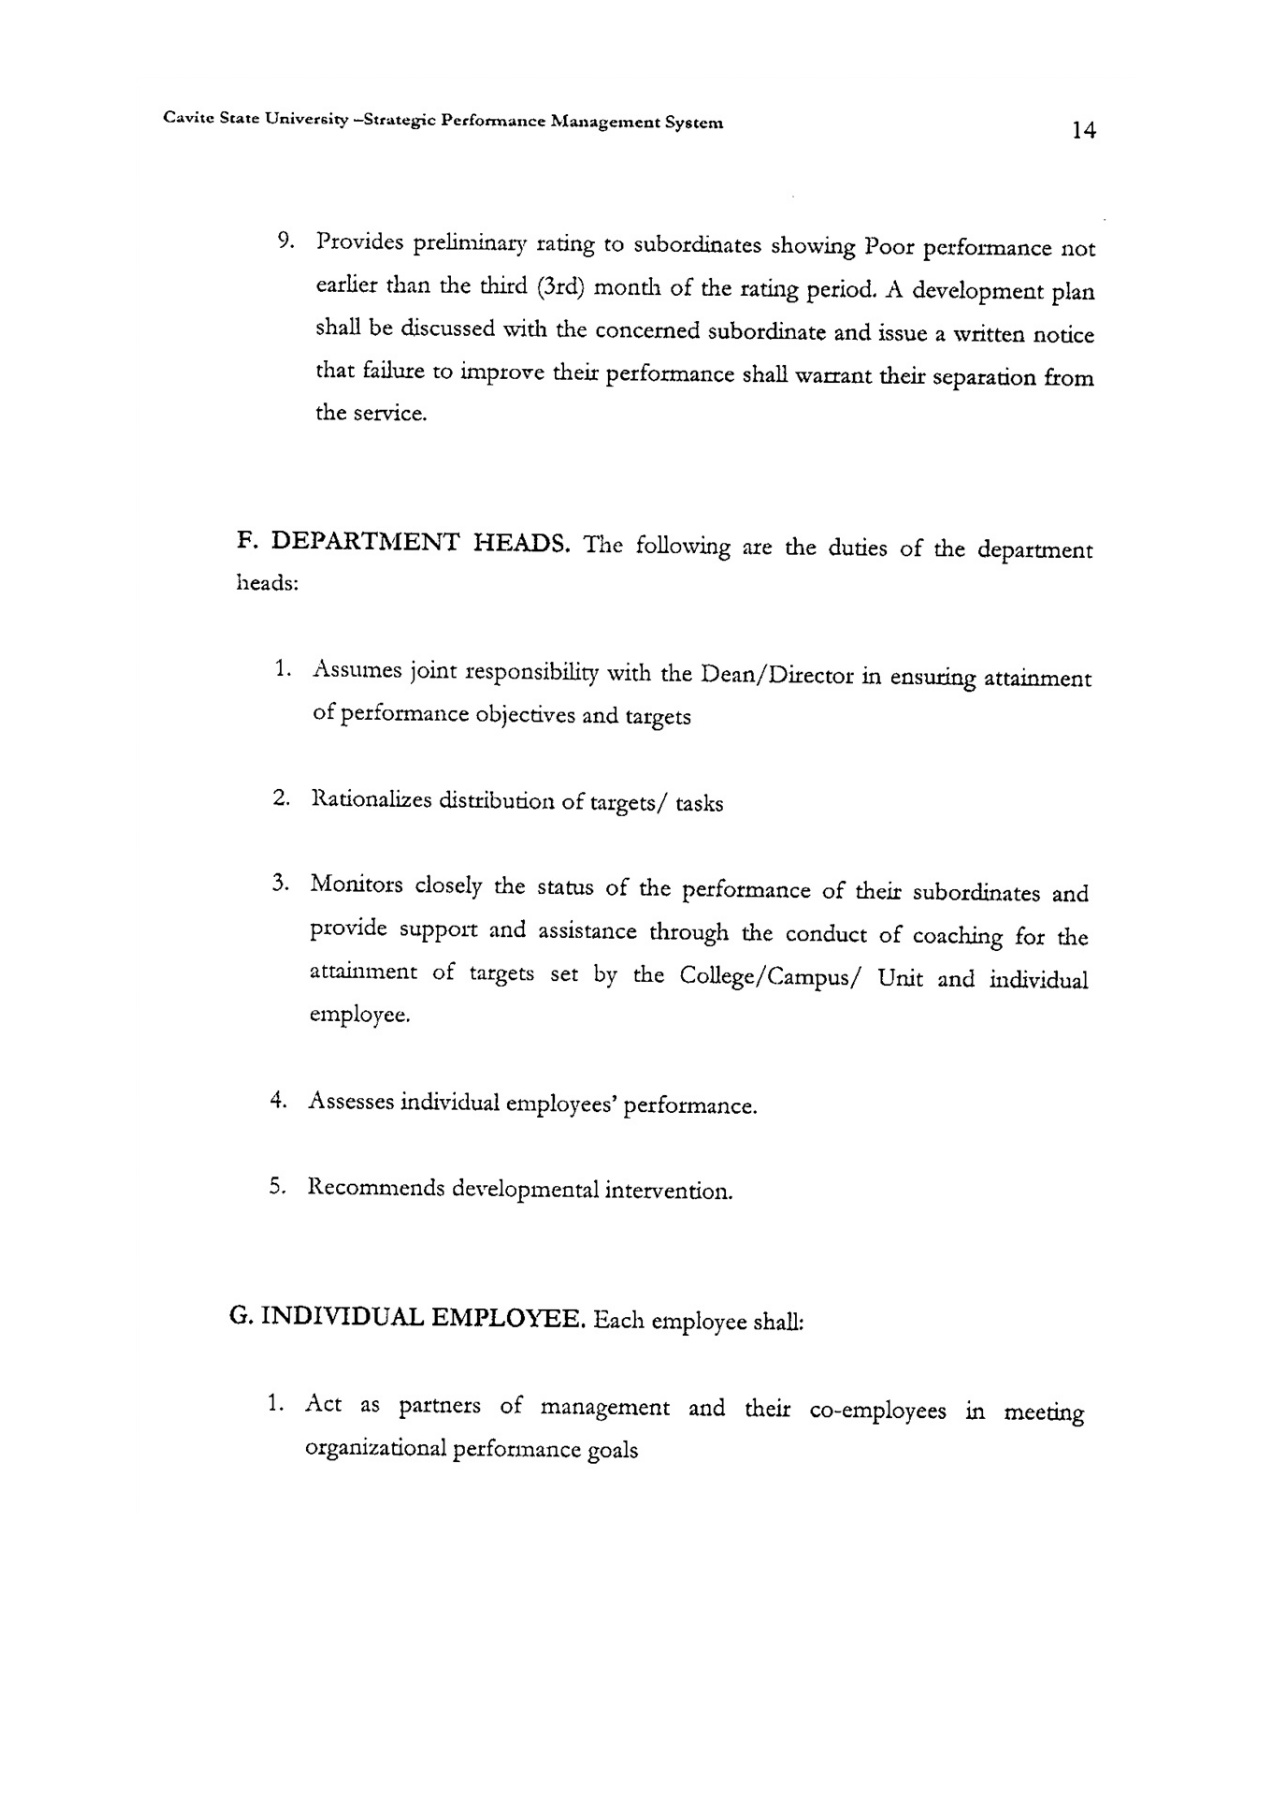 Cavite State University –Strategic Performance Management System
14
9. Provides preliminary rating to subordinates showing Poor performance not
earlier than the third (3rd) month of the rating period. A development plan
shall be discussed with the concerned subordinate and issue a written notice
that failure to improve their performance shall warrant their separation from
the service.
F. DEPARTMENT HEADS. The following are the duties of the department
heads:
1. Assumes joint responsibility with the Dean/Director in ensuring attainment
of performance objectives and targets
2. Rationalizes distribution of targets/ tasks
3. Monitors closely the status of the performance of their subordinates and
provide support and assistance through the conduct of coaching for the
attainment of targets set by the College/Campus/ Unit and individual
employee.
4. Assesses individual employees’ performance.
5. Recommends developmental intervention.
G. INDIVIDUAL EMPLOYEE. Each employee shall:
1. Act as partners of management and their co-employees in meeting
organizational performance goals